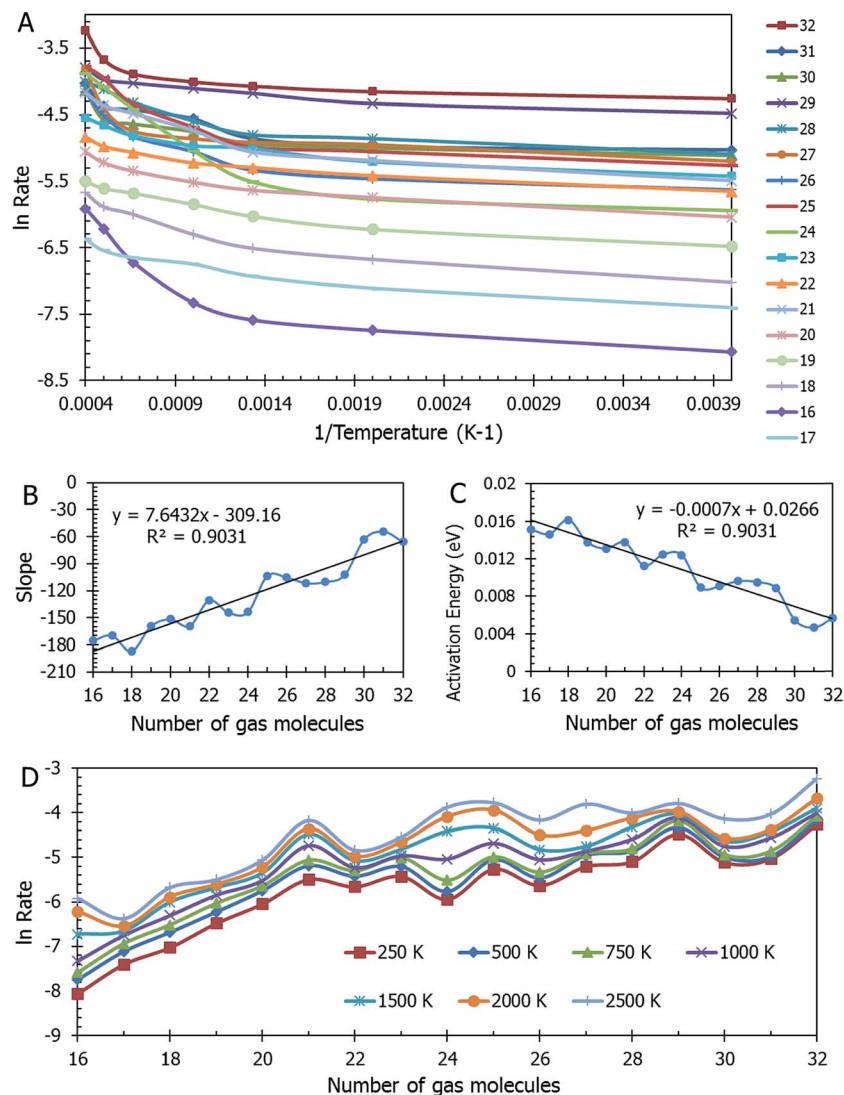 A
-3.5
-4.5
-5.5
-6.5
-7.5
-8.5
ln Rate
0.0004 0.0009 0.0014 0.0019 0.0024 0.0029 0.0034 0.0039
1/Temperature (K-1)
32
31
30
29
28
27
26
25
24
23
22
21
20
19
18
16
17
B
0
-30
-60
-90
-120
-150
-180
-210
Slope
y = 7.6432x - 309.16
R² = 0.9031
16 18 20 22 24 26 28 30 32
Number of gas molecules
C
0.02
0.016
0.012
0.008
0.004
0
Activation Energy (eV)
y = -0.0007x + 0.0266
R² = 0.9031
16 18 20 22 24 26 28 30 32
Number of gas molecules
D
-3
-4
-5
-6
-7
-8
-9
ln Rate
250 K 500 K 750 K 1000 K
1500 K 2000 K 2500 K
16 18 20 22 24 26 28 30 32
Number of gas molecules